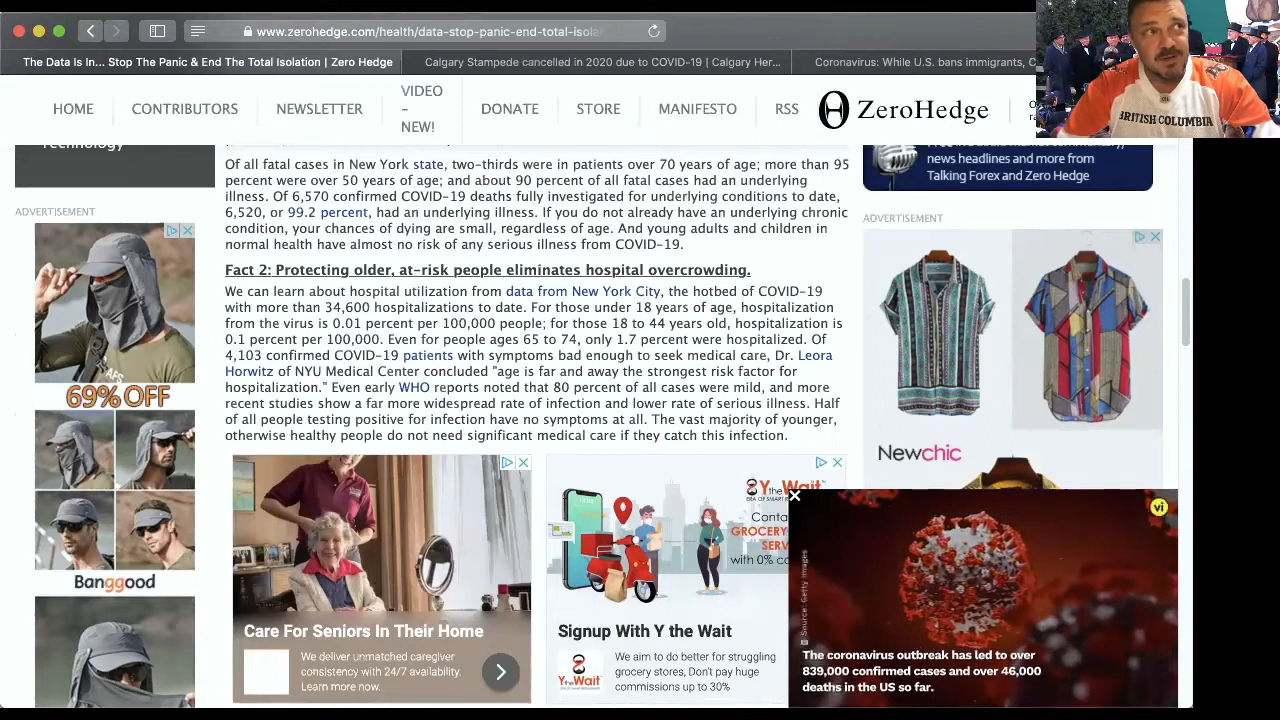 www.zerohedge.com/health/data-stop-panic-end-total-isola
The Data Is In... Stop The Panic & End The Total Isolation | Zero Hedge
Calgary Stampede cancelled in 2020 due to COVID-19 | Calgary Her...
Coronavirus: While U.S. bans immigrants, C
BRITISH COLUMBIA
HOME
CONTRIBUTORS
NEWSLETTER
VIDEO
–
NEW!
DONATE
STORE
MANIFESTO
RSS
ZeroHedge
Technology
Of all fatal cases in New York state, two-thirds were in patients over 70 years of age; more than 95
percent were over 50 years of age; and about 90 percent of all fatal cases had an underlying
illness. Of 6,570 confirmed COVID-19 deaths fully investigated for underlying conditions to date,
6,520, or 99.2 percent, had an underlying illness. If you do not already have an underlying chronic
condition, your chances of dying are small, regardless of age. And young adults and children in
normal health have almost no risk of any serious illness from COVID-19.
Fact 2: Protecting older, at-risk people eliminates hospital overcrowding.
We can learn about hospital utilization from data from New York City, the hotbed of COVID-19
with more than 34,600 hospitalizations to date. For those under 18 years of age, hospitalization
from the virus is 0.01 percent per 100,000 people; for those 18 to 44 years old, hospitalization is
0.1 percent per 100,000. Even for people ages 65 to 74, only 1.7 percent were hospitalized. Of
4,103 confirmed COVID-19 patients with symptoms bad enough to seek medical care, Dr. Leora
Horwitz of NYU Medical Center concluded "age is far and away the strongest risk factor for
hospitalization." Even early WHO reports noted that 80 percent of all cases were mild, and more
recent studies show a far more widespread rate of infection and lower rate of serious illness. Half
of all people testing positive for infection have no symptoms at all. The vast majority of younger,
otherwise healthy people do not need significant medical care if they catch this infection.
news headlines and more from
Talking Forex and Zero Hedge
ADVERTISEMENT
69% OFF
Banggood
ADVERTISEMENT
Newchic
Care For Seniors In Their Home
We deliver unmatched caregiver
consistency with 24/7 availability.
Learn more now.
Y the Wait
Conta
GROCERY
SERV
with 0% co
Signup With Y the Wait
Y the Wait
We aim to do better for struggling
grocery stores, Don't pay huge
commissions up to 30%
vi
Source: Getty Images
The coronavirus outbreak has led to over
839,000 confirmed cases and over 46,000
deaths in the US so far.